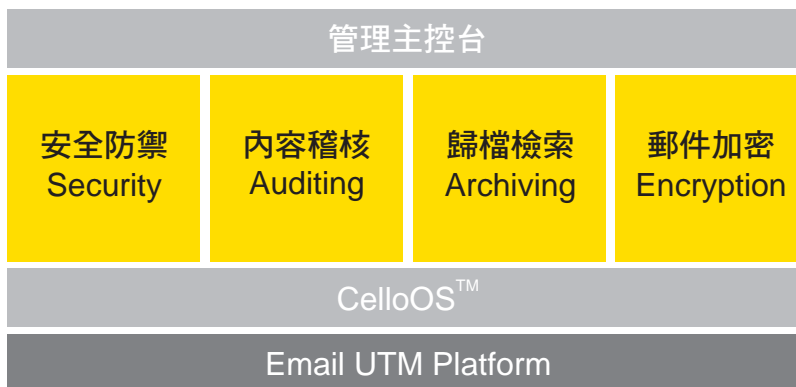 管理主控台
安全防禦
Security
內容稽核
Auditing
歸檔檢索
Archiving
郵件加密
Encryption
CelloOS™
Email UTM Platform